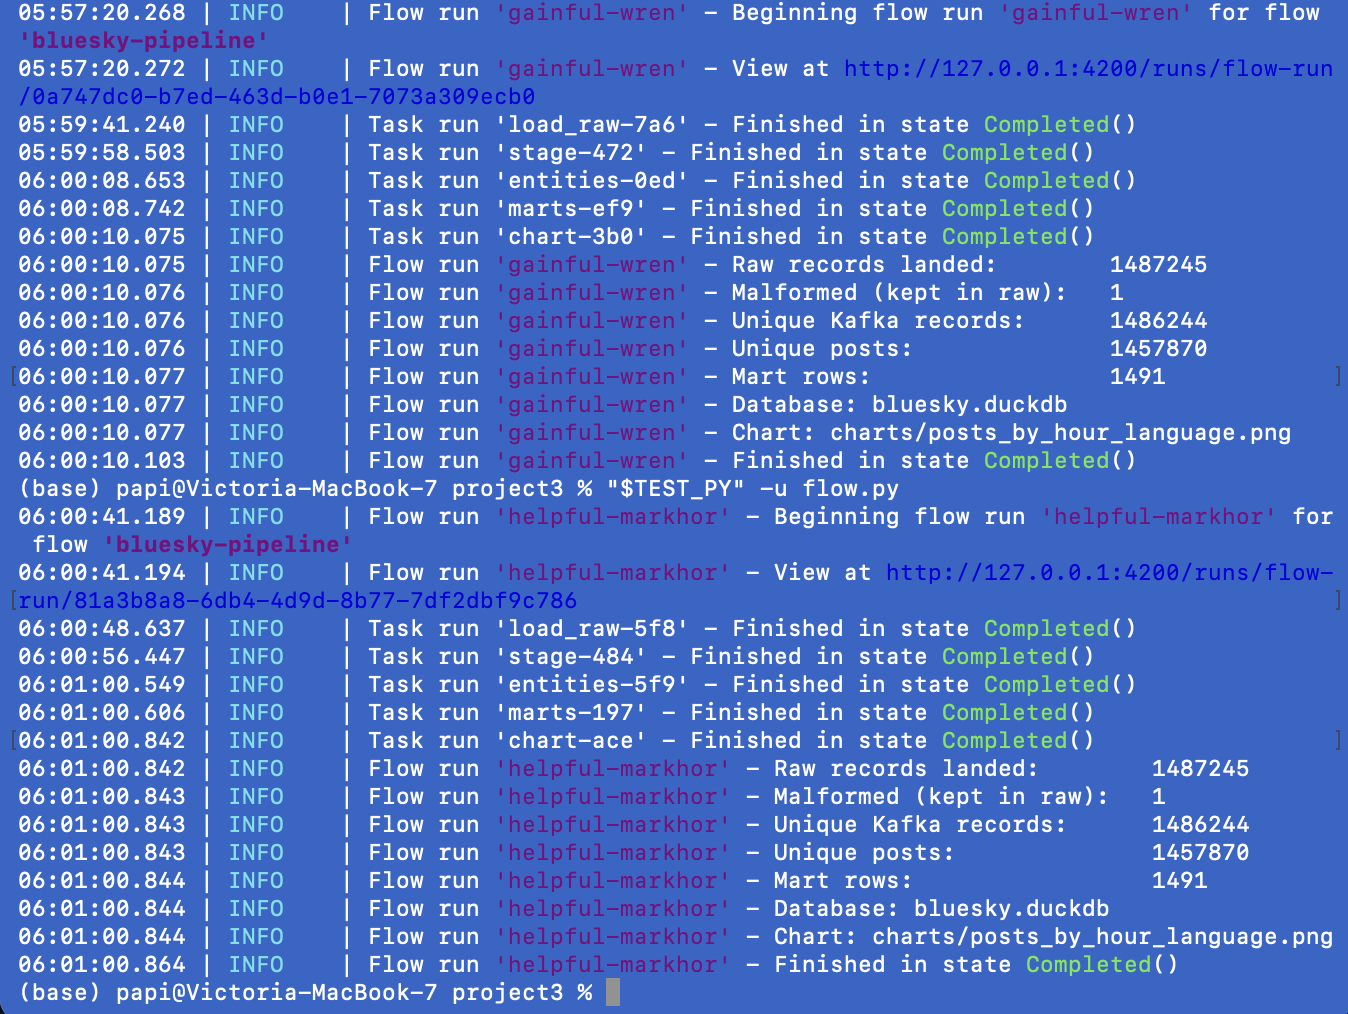 05:57:20.268 | INFO    | Flow run 'gainful-wren' – Beginning flow run 'gainful-wren' for flow
'bluesky-pipeline'
05:57:20.272 | INFO    | Flow run 'gainful-wren' – View at http://127.0.0.1:4200/runs/flow-run
/0a747dc0-b7ed-463d-b0e1-7073a309ecb0
05:59:41.240 | INFO    | Task run 'load_raw-7a6' – Finished in state Completed()
05:59:58.503 | INFO    | Task run 'stage-472' – Finished in state Completed()
06:00:08.653 | INFO    | Task run 'entities-0ed' – Finished in state Completed()
06:00:08.742 | INFO    | Task run 'marts-ef9' – Finished in state Completed()
06:00:10.075 | INFO    | Task run 'chart-3b0' – Finished in state Completed()
06:00:10.075 | INFO    | Flow run 'gainful-wren' – Raw records landed:        1487245
06:00:10.076 | INFO    | Flow run 'gainful-wren' – Malformed (kept in raw):   1
06:00:10.076 | INFO    | Flow run 'gainful-wren' – Unique Kafka records:      1486244
06:00:10.076 | INFO    | Flow run 'gainful-wren' – Unique posts:              1457870
[06:00:10.077 | INFO    | Flow run 'gainful-wren' – Mart rows:                 1491            ]
06:00:10.077 | INFO    | Flow run 'gainful-wren' – Database: bluesky.duckdb
06:00:10.077 | INFO    | Flow run 'gainful-wren' – Chart: charts/posts_by_hour_language.png
06:00:10.103 | INFO    | Flow run 'gainful-wren' – Finished in state Completed()
(base) papi@Victoria-MacBook-7 project3 % "$TEST_PY" -u flow.py
06:00:41.189 | INFO    | Flow run 'helpful-markhor' – Beginning flow run 'helpful-markhor' for
 flow 'bluesky-pipeline'
06:00:41.194 | INFO    | Flow run 'helpful-markhor' – View at http://127.0.0.1:4200/runs/flow-
[run/81a3b8a8-6db4-4d9d-8b77-7df2dbf9c786                                                      ]
06:00:48.637 | INFO    | Task run 'load_raw-5f8' – Finished in state Completed()
06:00:56.447 | INFO    | Task run 'stage-484' – Finished in state Completed()
06:01:00.549 | INFO    | Task run 'entities-5f9' – Finished in state Completed()
06:01:00.606 | INFO    | Task run 'marts-197' – Finished in state Completed()
[06:01:00.842 | INFO    | Task run 'chart-ace' – Finished in state Completed()                 ]
06:01:00.842 | INFO    | Flow run 'helpful-markhor' – Raw records landed:        1487245
06:01:00.843 | INFO    | Flow run 'helpful-markhor' – Malformed (kept in raw):   1
06:01:00.843 | INFO    | Flow run 'helpful-markhor' – Unique Kafka records:      1486244
06:01:00.843 | INFO    | Flow run 'helpful-markhor' – Unique posts:              1457870
06:01:00.844 | INFO    | Flow run 'helpful-markhor' – Mart rows:                 1491
06:01:00.844 | INFO    | Flow run 'helpful-markhor' – Database: bluesky.duckdb
06:01:00.844 | INFO    | Flow run 'helpful-markhor' – Chart: charts/posts_by_hour_language.png
06:01:00.864 | INFO    | Flow run 'helpful-markhor' – Finished in state Completed()
(base) papi@Victoria-MacBook-7 project3 %